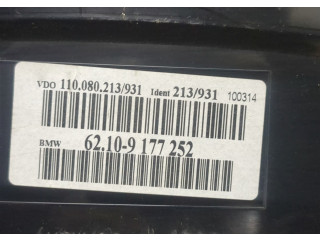 VDO 110.080.213/931 Ident 213/931 100314
BMW 62.10-9 177 252